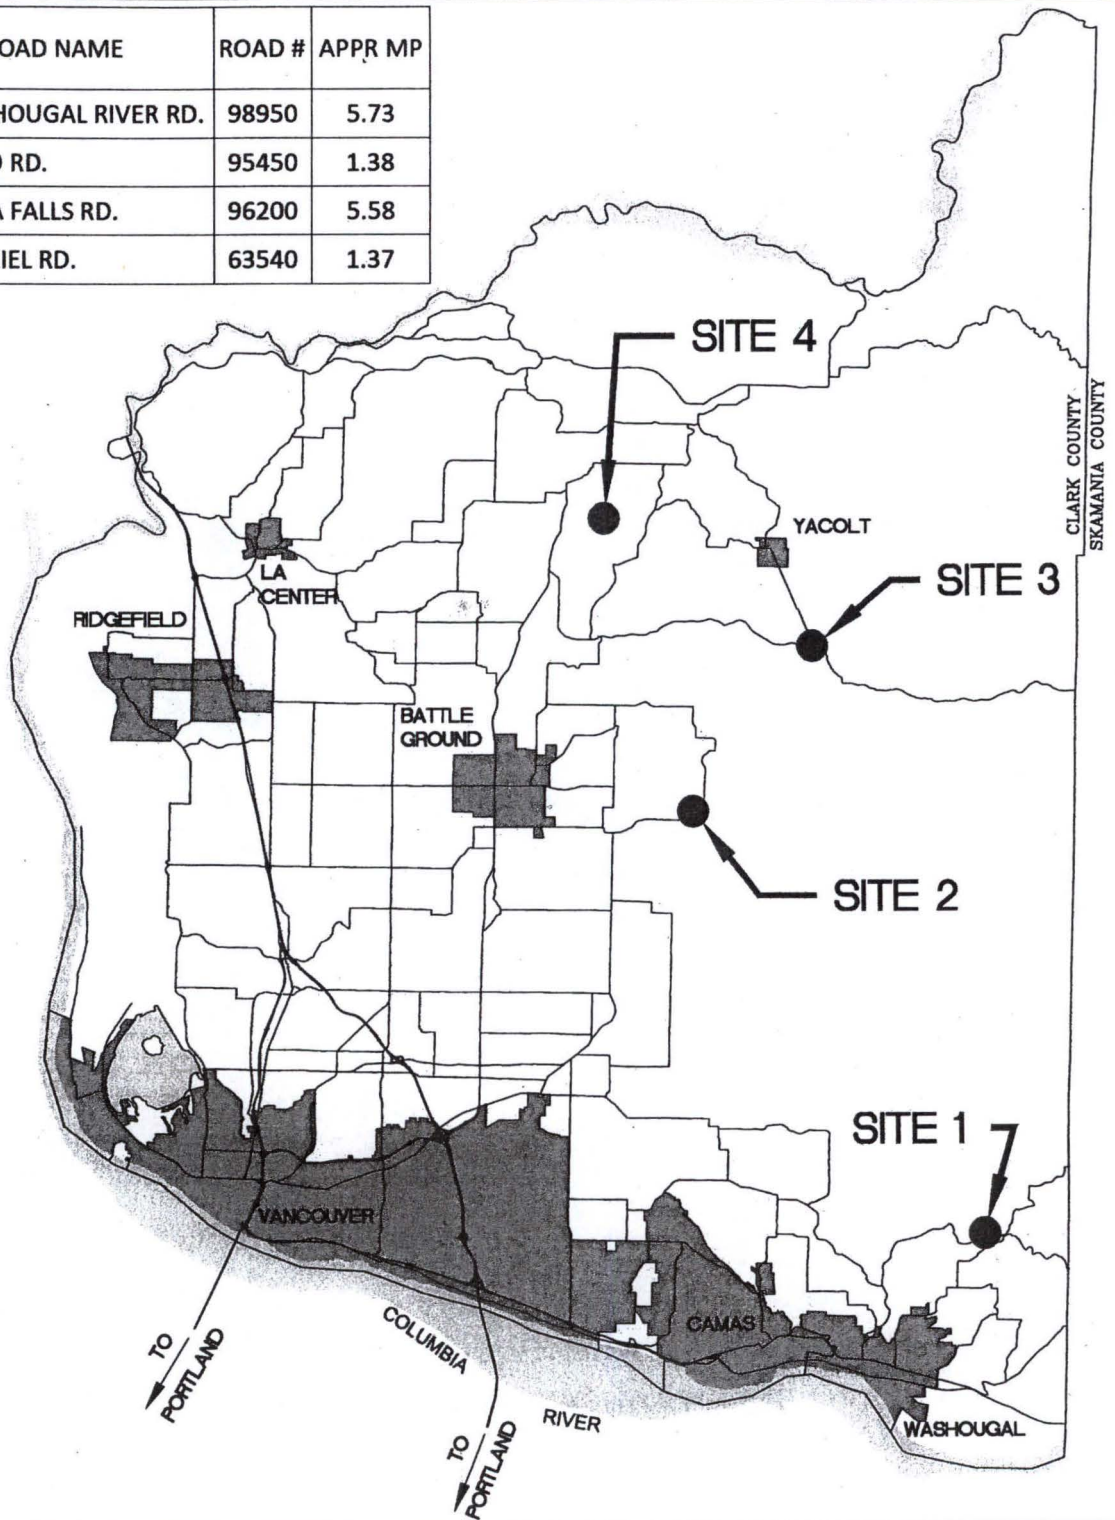 OAD NAME ROAD # APPR MP
HOUGAL RIVER RD. 98950 5.73
RD. 95450 1.38
A FALLS RD. 96200 5.58
IEL RD. 63540 1.37
SITE 4
CLARK COUNTY
SKAMANIA COUNTY
YACOLT
LA
CENTER
SITE 3
RIDGEFIELD
BATTLE
GROUND
SITE 2
SITE 1
VANCOUVER
CAMAS
COLUMBIA
RIVER
TO
PORTLAND
TO
PORTLAND
WASHOUGAL